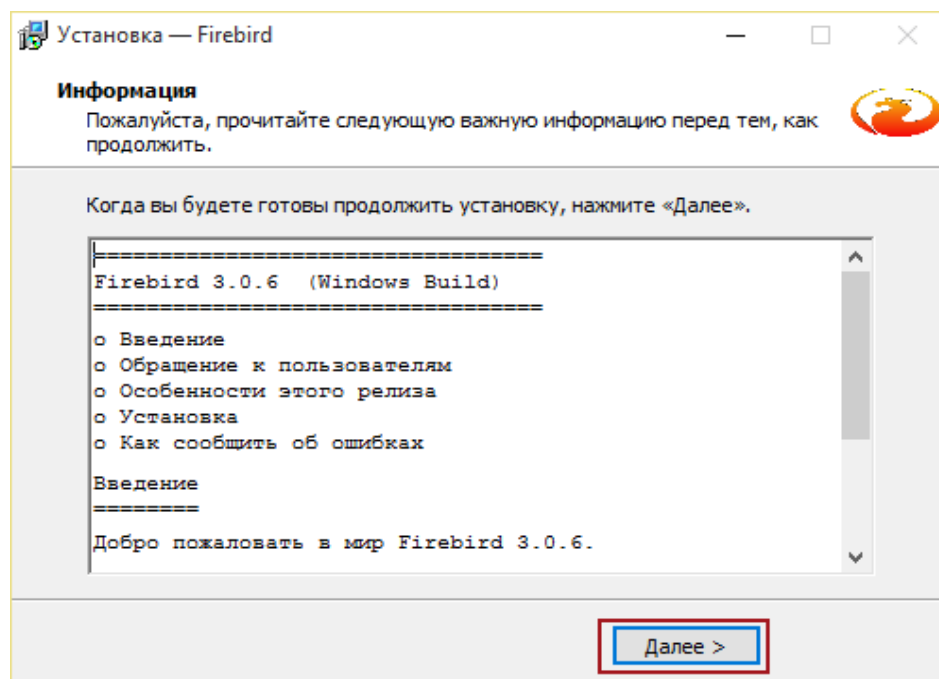 Установка — Firebird
Информация
Пожалуйста, прочитайте следующую важную информацию перед тем, как
продолжить.
Когда вы будете готовы продолжить установку, нажмите «Далее».
==================================
Firebird 3.0.6  (Windows Build)
==================================
o Введение
o Обращение к пользователям
o Особенности этого релиза
o Установка
o Как сообщить об ошибках
Введение
========
Добро пожаловать в мир Firebird 3.0.6.
Далее >